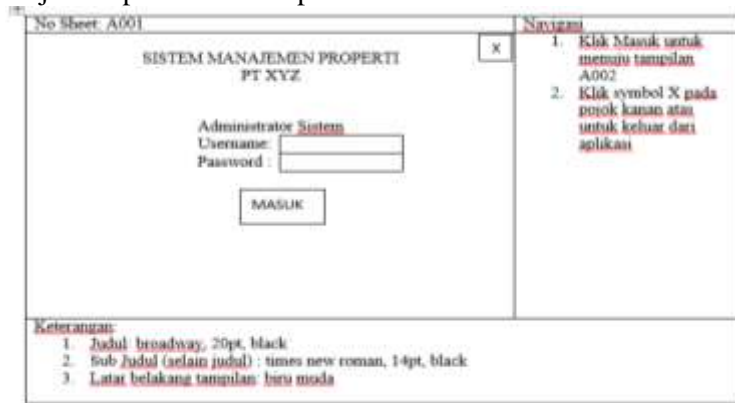 No Sheet: A001
SISTEM MANAJEMEN PROPERTI
PT XYZ
X
Administrator Sistem
Username:
Password :
MASUK
Navigasi
1. Klik Masuk untuk
menuju tampilan
A002
2. Klik symbol X pada
pojok kanan atas
untuk keluar dari
aplikasi
Keterangan:
1. Judul: broadway, 20pt, black
2. Sub Judul (selain judul) : times new roman, 14pt, black
3. Latar belakang tampilan: biru muda